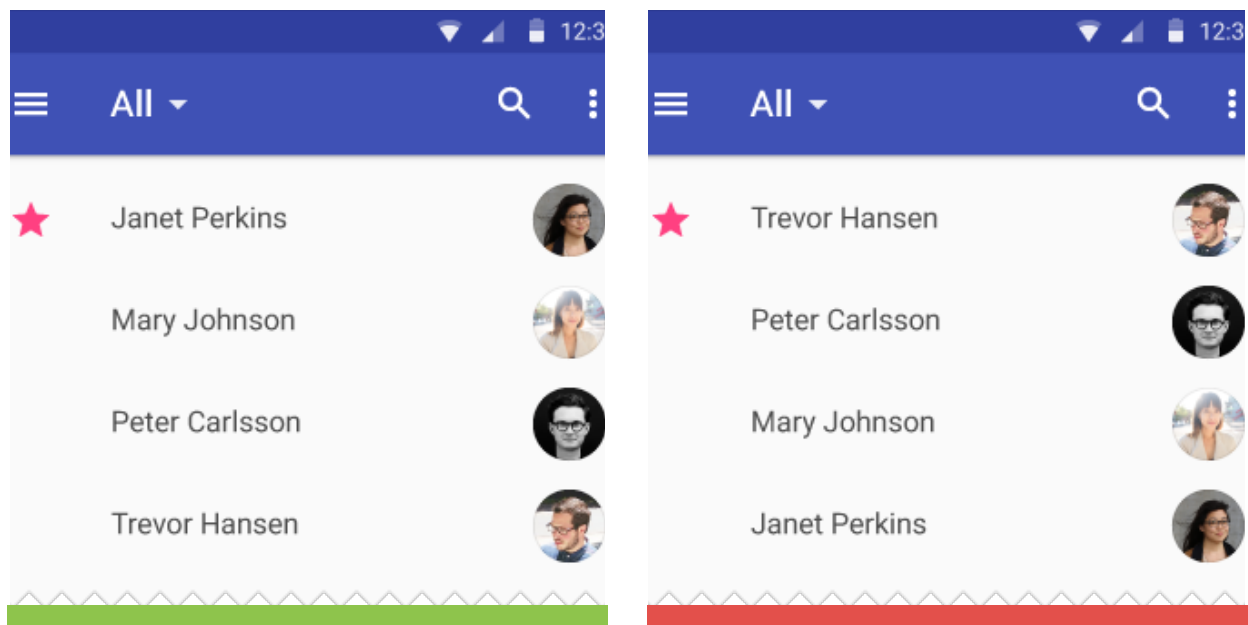 12:3
All
Janet Perkins
Mary Johnson
Peter Carlsson
Trevor Hansen
12:3
All
Trevor Hansen
Peter Carlsson
Mary Johnson
Janet Perkins